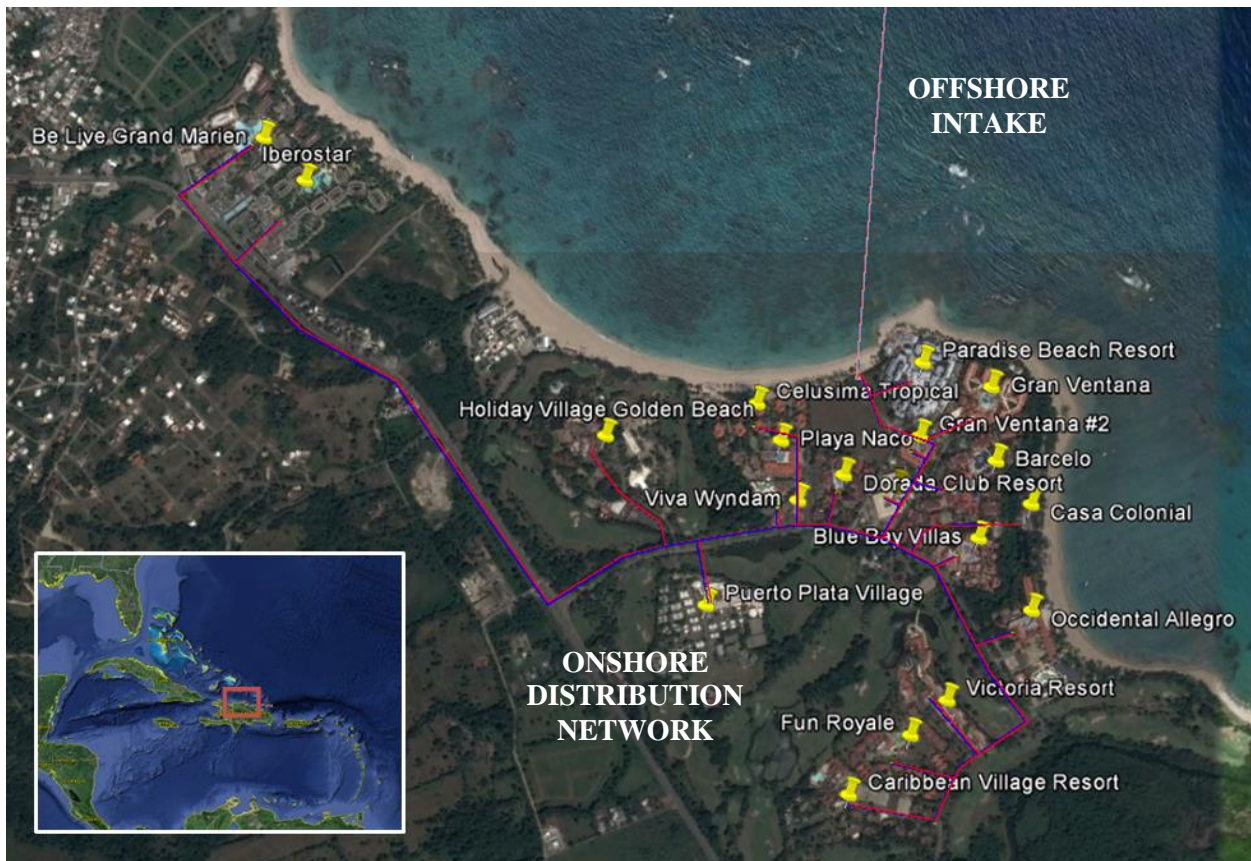 OFFSHORE
INTAKE
Be Live Grand Marien
Iberostar
Paradise Beach Resort
Gran Ventana
Celusima Tropical
Holiday Village Golden Beach
Gran Ventana #2
Playa Naco
Barcelo
Dorada Club Resort
Viva Wyndam
Casa Colonial
Blue Bay Villas
Puerto Plata Village
Occidental Allegro
ONSHORE
DISTRIBUTION
NETWORK
Victoria Resort
Fun Royale
Caribbean Village Resort